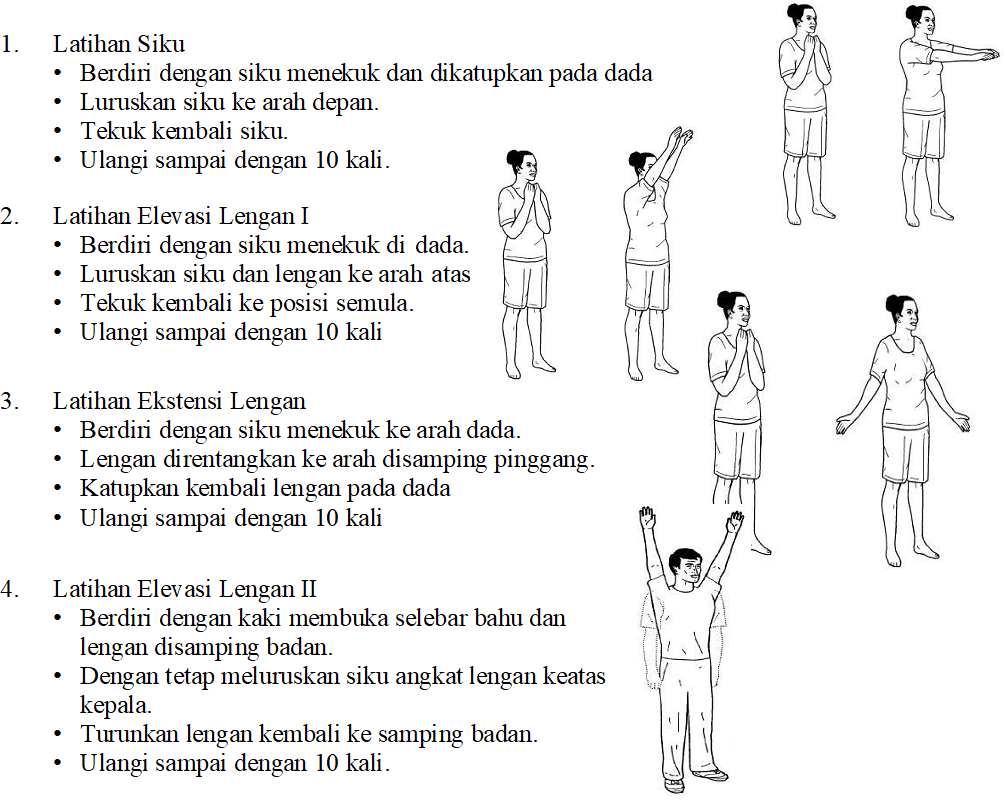 1. Latihan Siku
• Berdiri dengan siku menekuk dan dikatupkan pada dada
• Luruskan siku ke arah depan.
• Tekuk kembali siku.
• Ulangi sampai dengan 10 kali.
2. Latihan Elevasi Lengan I
• Berdiri dengan siku menekuk di dada.
• Luruskan siku dan lengan ke arah atas
• Tekuk kembali ke posisi semula.
• Ulangi sampai dengan 10 kali
3. Latihan Ekstensi Lengan
• Berdiri dengan siku menekuk ke arah dada.
• Lengan direntangkan ke arah disamping pinggang.
• Katupkan kembali lengan pada dada
• Ulangi sampai dengan 10 kali
4. Latihan Elevasi Lengan II
• Berdiri dengan kaki membuka selebar bahu dan
lengan disamping badan.
• Dengan tetap meluruskan siku angkat lengan keatas
kepala.
• Turunkan lengan kembali ke samping badan.
• Ulangi sampai dengan 10 kali.